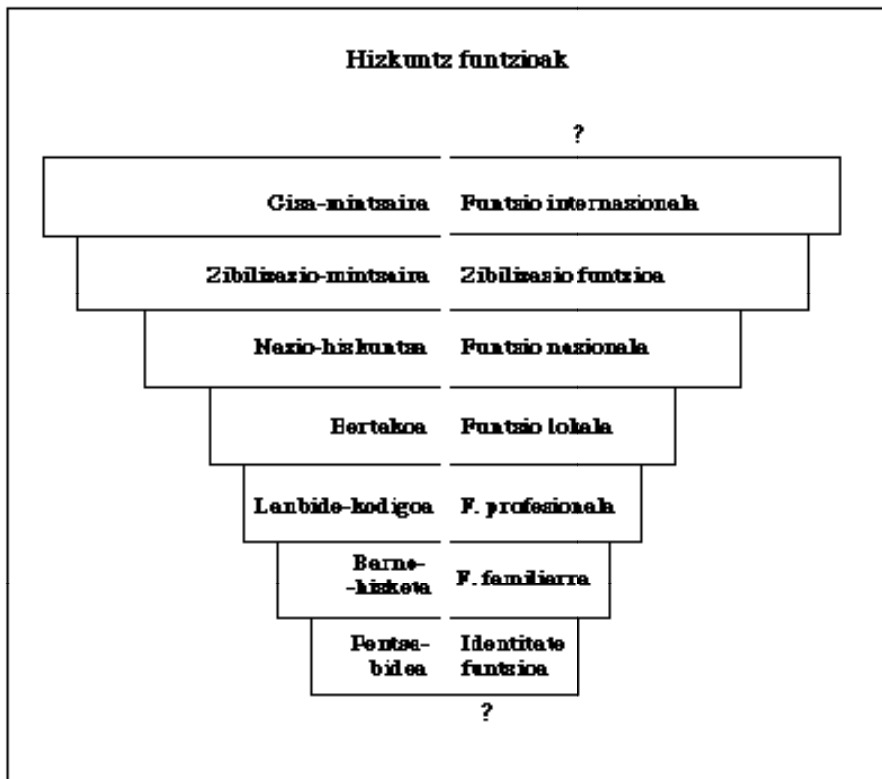 Hizkuntz funtzioak
?
Giza-mintzaira Funtzio internazionala
Zibilizazio-mintzaira Zibilizazio funtzioa
Nazio-hizkuntza Funtzio nazionala
Bertakoa Funtzio lokala
Lanbide-kodigoa F. profesionala
Barne-
-hizketa F. familiarra
Pentsa- Identitate
bidea funtzioa
?